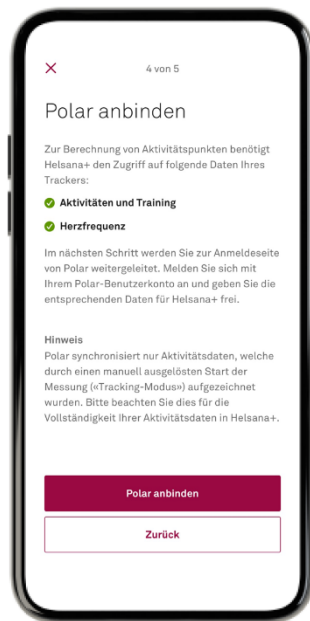 4 von 5
Polar anbinden
Zur Berechnung von Aktivitätspunkten benötigt
Helsana+ den Zugriff auf folgende Daten Ihres
Trackers:
Aktivitäten und Training
Herzfrequenz
Im nächsten Schritt werden Sie zur Anmeldeseite
von Polar weitergeleitet. Melden Sie sich mit
Ihrem Polar-Benutzerkonto an und geben Sie die
entsprechenden Daten für Helsana+ frei.
Hinweis
Polar synchronisiert nur Aktivitätsdaten, welche
durch einen manuell ausgelösten Start der
Messung («Tracking-Modus») aufgezeichnet
wurden. Bitte beachten Sie dies für die
Vollständigkeit Ihrer Aktivitätsdaten in Helsana+.
Polar anbinden
Zurück